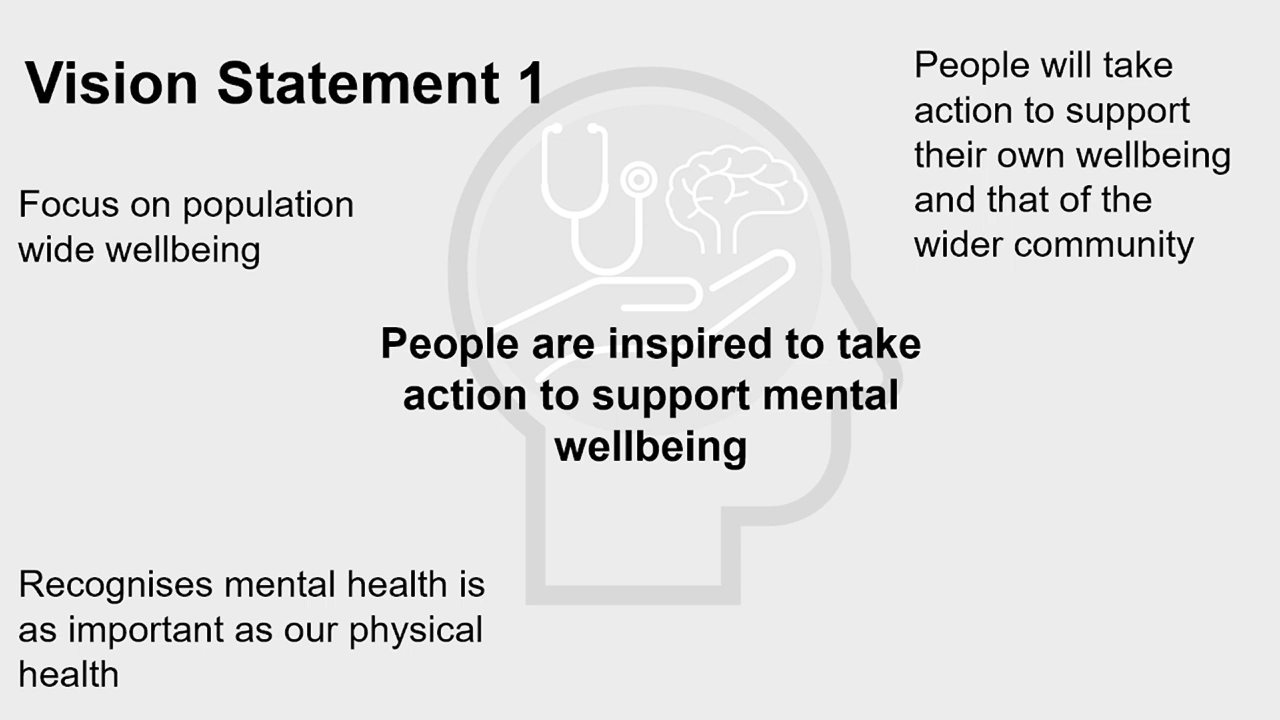 Vision Statement 1
People will take
action to support
their own wellbeing
and that of the
wider community
Focus on population
wide wellbeing
People are inspired to take
action to support mental
wellbeing
Recognises mental health is
as important as our physical
health